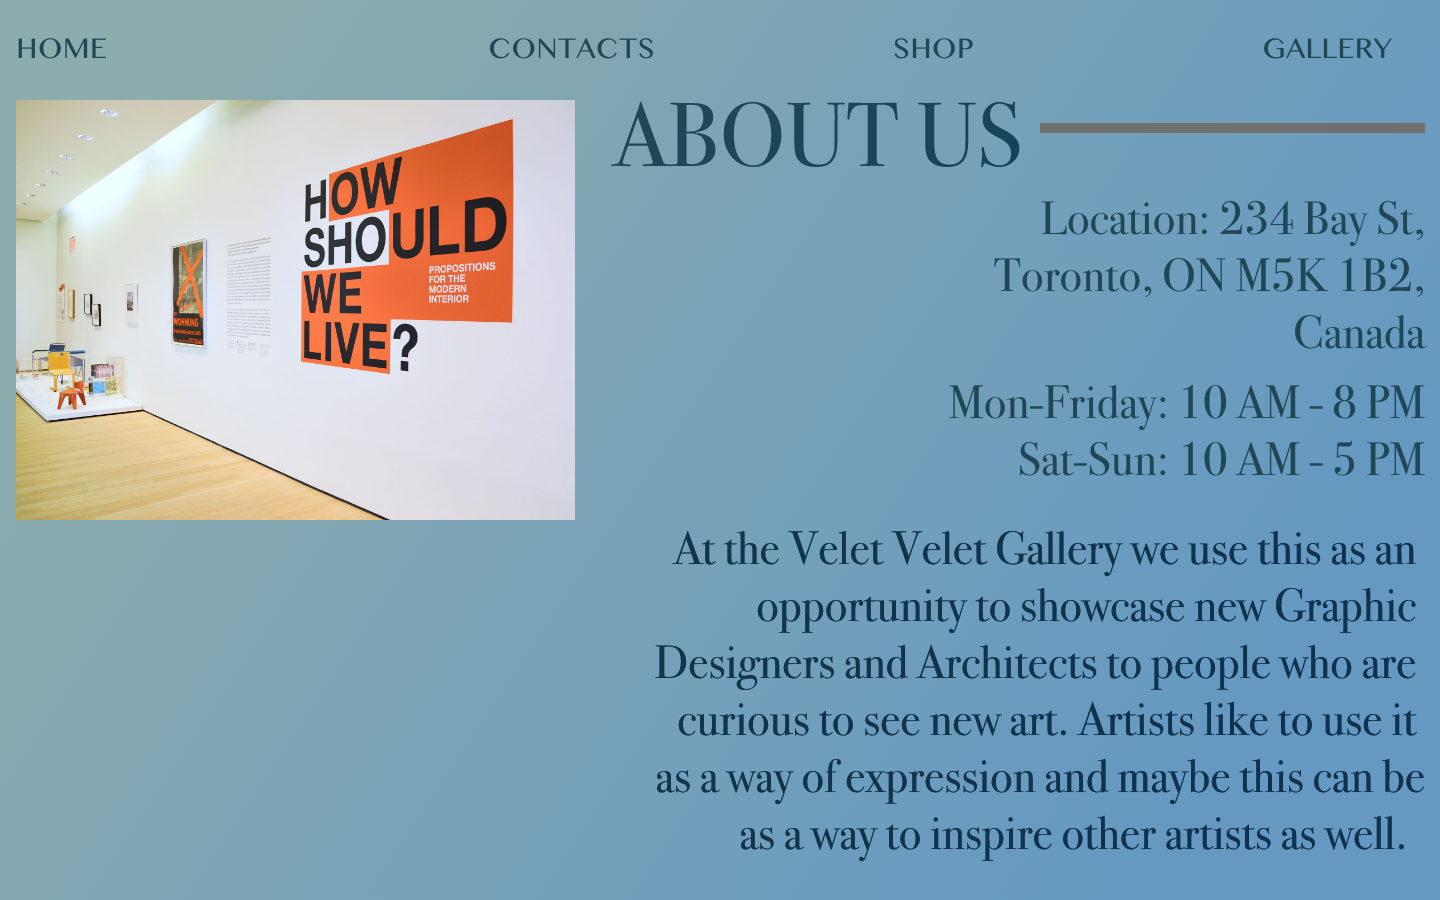 HOME CONTACTS SHOP GALLERY
HOW
SHOULD
WE
LIVE?
PROPOSITIONS
FOR THE
MODERN
INTERIOR
WOHNUNG
ABOUT US
Location: 234 Bay St,
Toronto, ON M5K 1B2,
Canada
Mon-Friday: 10 AM - 8 PM
Sat-Sun: 10 AM - 5 PM
At the Velet Velet Gallery we use this as an
opportunity to showcase new Graphic
Designers and Architects to people who are
curious to see new art. Artists like to use it
as a way of expression and maybe this can be
as a way to inspire other artists as well.